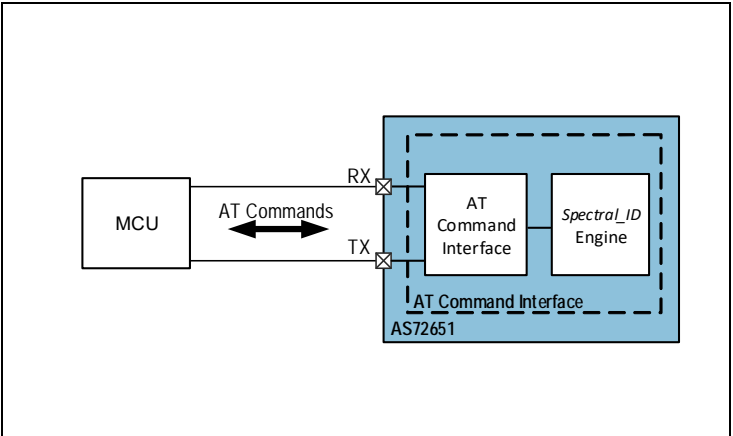 RX
MCU
AT Commands
TX
AT
Command
Interface
Spectral_ID
Engine
AT Command Interface
AS72651